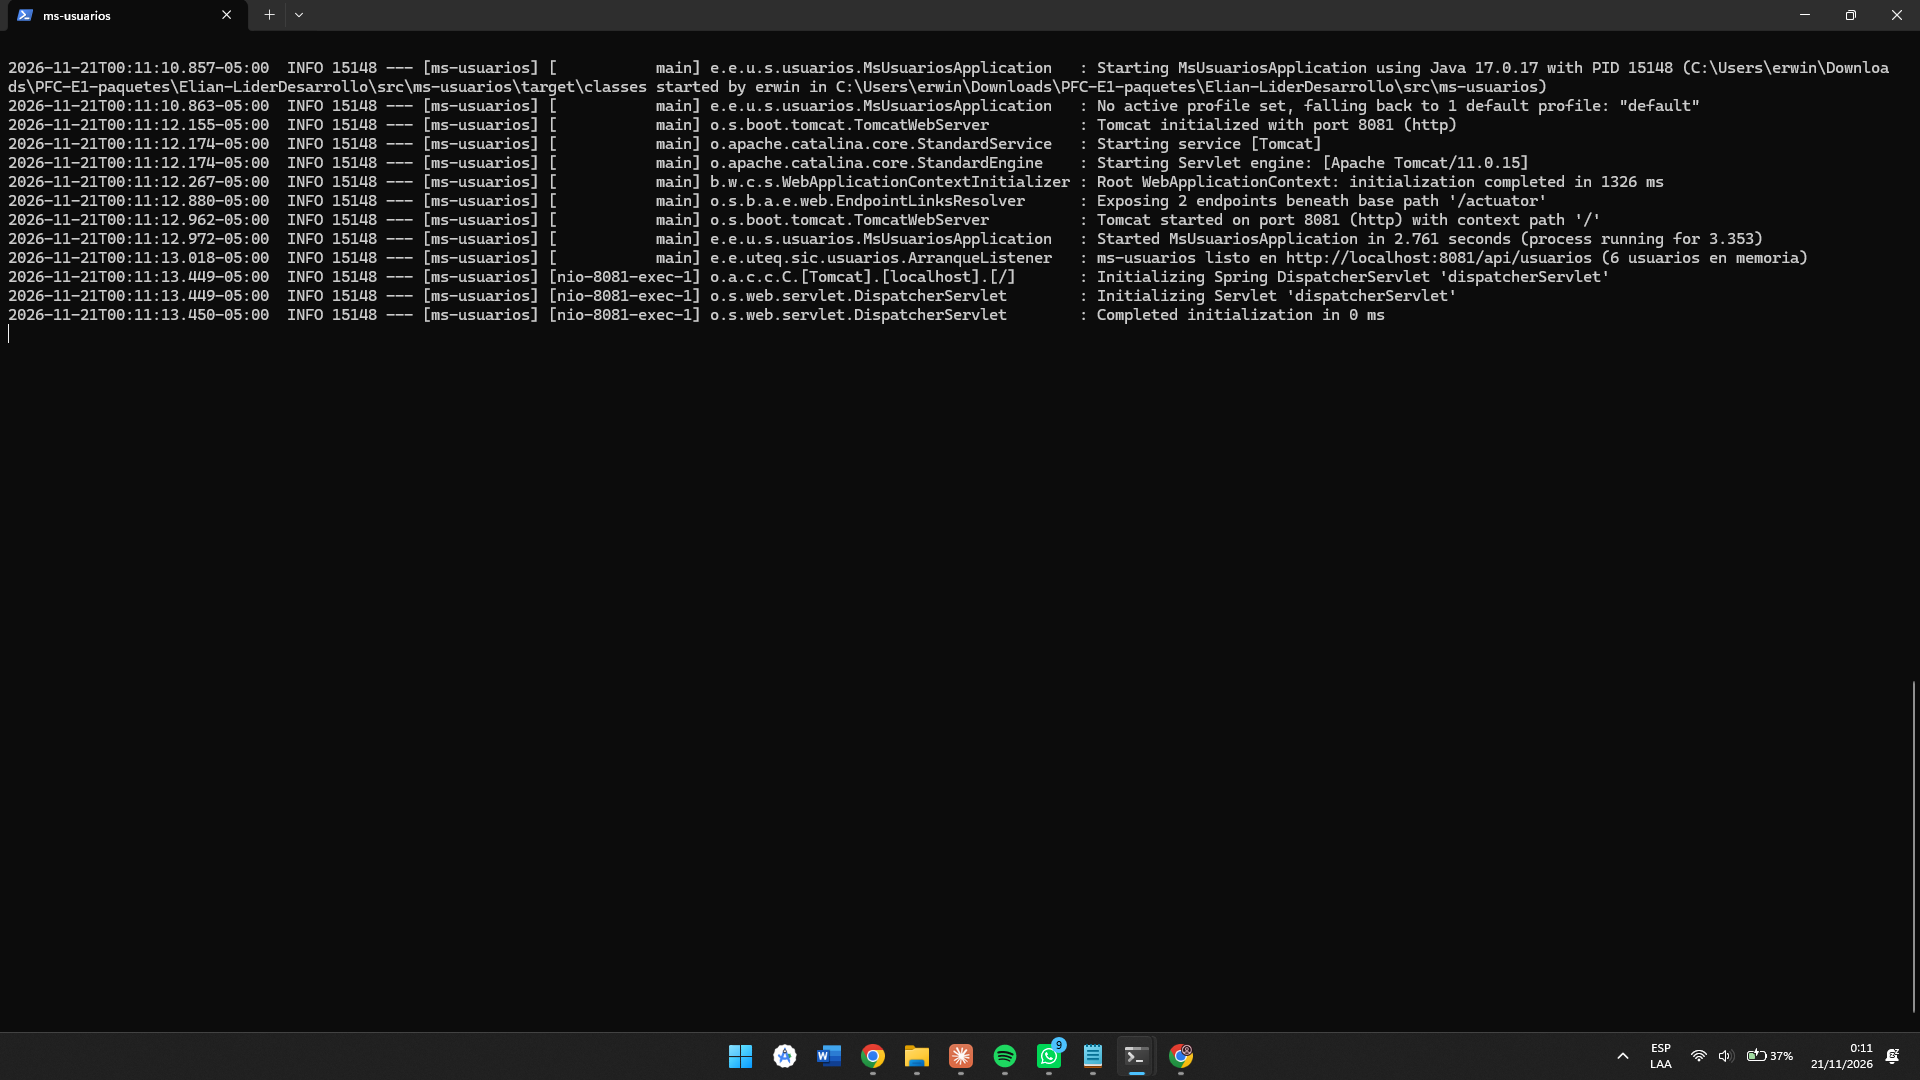 ms-usuarios
2026-11-21T00:11:10.857-05:00  INFO 15148 --- [ms-usuarios] [           main] e.e.u.s.usuarios.MsUsuariosApplication   : Starting MsUsuariosApplication using Java 17.0.17 with PID 15148 (C:\Users\erwin\Downloa
ds\PFC-E1-paquetes\Elian-LiderDesarrollo\src\ms-usuarios\target\classes started by erwin in C:\Users\erwin\Downloads\PFC-E1-paquetes\Elian-LiderDesarrollo\src\ms-usuarios)
2026-11-21T00:11:10.863-05:00  INFO 15148 --- [ms-usuarios] [           main] e.e.u.s.usuarios.MsUsuariosApplication   : No active profile set, falling back to 1 default profile: "default"
2026-11-21T00:11:12.155-05:00  INFO 15148 --- [ms-usuarios] [           main] o.s.boot.tomcat.TomcatWebServer          : Tomcat initialized with port 8081 (http)
2026-11-21T00:11:12.174-05:00  INFO 15148 --- [ms-usuarios] [           main] o.apache.catalina.core.StandardService   : Starting service [Tomcat]
2026-11-21T00:11:12.174-05:00  INFO 15148 --- [ms-usuarios] [           main] o.apache.catalina.core.StandardEngine    : Starting Servlet engine: [Apache Tomcat/11.0.15]
2026-11-21T00:11:12.267-05:00  INFO 15148 --- [ms-usuarios] [           main] b.w.c.s.WebApplicationContextInitializer : Root WebApplicationContext: initialization completed in 1326 ms
2026-11-21T00:11:12.880-05:00  INFO 15148 --- [ms-usuarios] [           main] o.s.b.a.e.web.EndpointLinksResolver      : Exposing 2 endpoints beneath base path '/actuator'
2026-11-21T00:11:12.962-05:00  INFO 15148 --- [ms-usuarios] [           main] o.s.boot.tomcat.TomcatWebServer          : Tomcat started on port 8081 (http) with context path '/'
2026-11-21T00:11:12.972-05:00  INFO 15148 --- [ms-usuarios] [           main] e.e.u.s.usuarios.MsUsuariosApplication   : Started MsUsuariosApplication in 2.761 seconds (process running for 3.353)
2026-11-21T00:11:13.018-05:00  INFO 15148 --- [ms-usuarios] [           main] e.e.uteq.sic.usuarios.ArranqueListener   : ms-usuarios listo en http://localhost:8081/api/usuarios (6 usuarios en memoria)
2026-11-21T00:11:13.449-05:00  INFO 15148 --- [ms-usuarios] [nio-8081-exec-1] o.a.c.c.C.[Tomcat].[localhost].[/]       : Initializing Spring DispatcherServlet 'dispatcherServlet'
2026-11-21T00:11:13.449-05:00  INFO 15148 --- [ms-usuarios] [nio-8081-exec-1] o.s.web.servlet.DispatcherServlet        : Initializing Servlet 'dispatcherServlet'
2026-11-21T00:11:13.450-05:00  INFO 15148 --- [ms-usuarios] [nio-8081-exec-1] o.s.web.servlet.DispatcherServlet        : Completed initialization in 0 ms
9
ESP
LAA
37%
0:11
21/11/2026